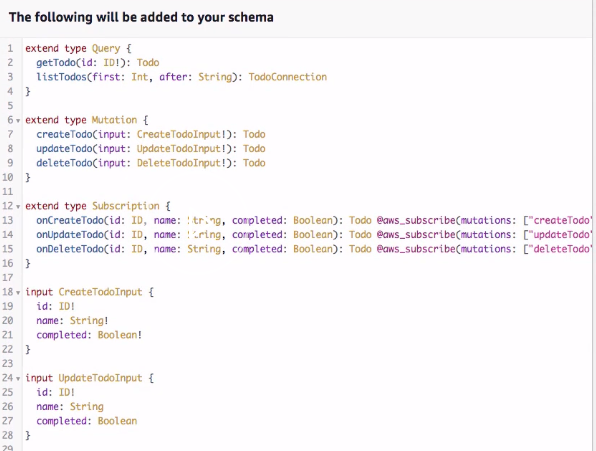 The following will be added to your schema
1 extend type Query {
2 getTodo(id: ID!): Todo
3 listTodos(first: Int, after: String): TodoConnection
4 }
5
6 extend type Mutation {
7 createTodo(input: CreateTodoInput!): Todo
8 updateTodo(input: UpdateTodoInput!): Todo
9 deleteTodo(input: DeleteTodoInput!): Todo
10 }
11
12 extend type Subscription {
13 onCreateTodo(id: ID, name: String, completed: Boolean): Todo @aws_subscribe(mutations: ["createTodo"
14 onUpdateTodo(id: ID, name: String, completed: Boolean): Todo @aws_subscribe(mutations: ["updateTodo"
15 onDeleteTodo(id: ID, name: String, completed: Boolean): Todo @aws_subscribe(mutations: ["deleteTodo"
16 }
17
18 input CreateTodoInput {
19 id: ID!
20 name: String!
21 completed: Boolean!
22 }
23
24 input UpdateTodoInput {
25 id: ID!
26 name: String
27 completed: Boolean
28 }
29